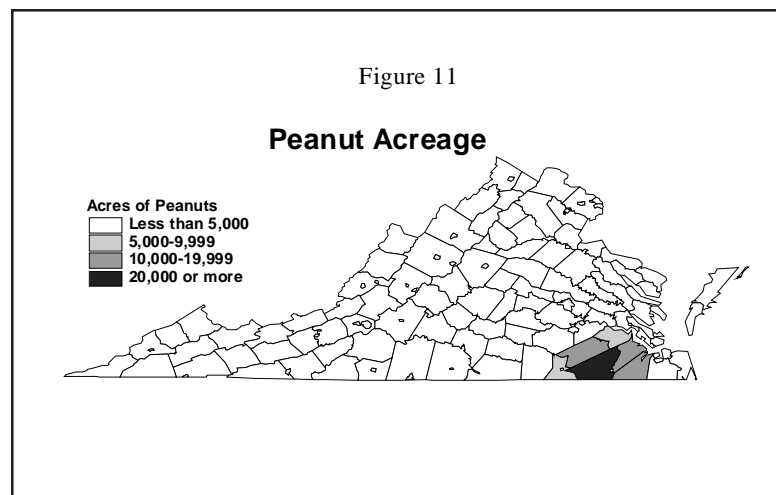 Figure 11
Peanut Acreage
Acres of Peanuts
Less than 5,000
5,000-9,999
10,000-19,999
20,000 or more